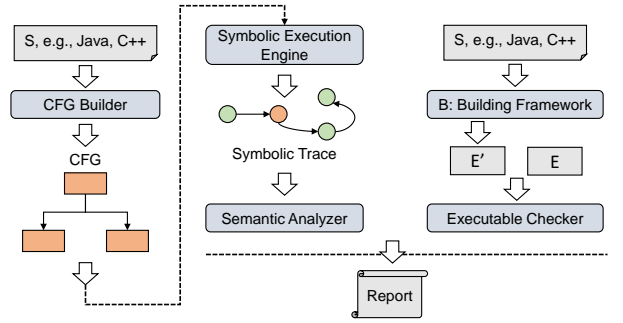 S, e.g., Java, C++
CFG Builder
CFG
Symbolic Execution
Engine
Symbolic Trace
Semantic Analyzer
S, e.g., Java, C++
B: Building Framework
E’
E
Executable Checker
Report